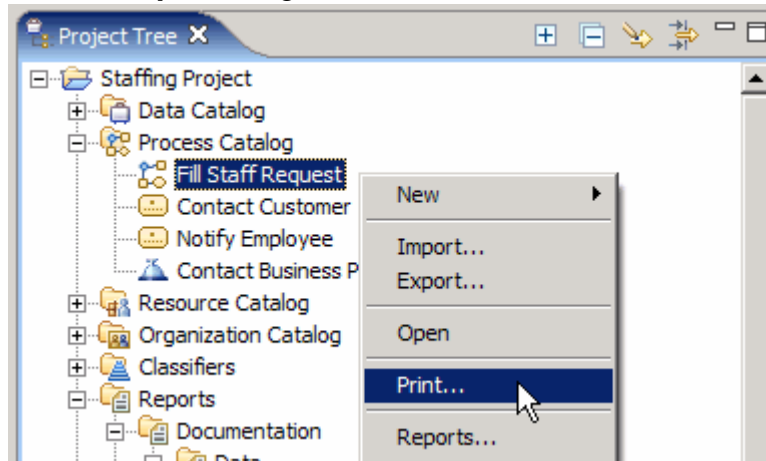 Project Tree
Staffing Project
Data Catalog
Process Catalog
Fill Staff Request
Contact Customer
Notify Employee
Contact Business P
Resource Catalog
Organization Catalog
Classifiers
Reports
Documentation
Data
New
Import...
Export...
Open
Print...
Reports...